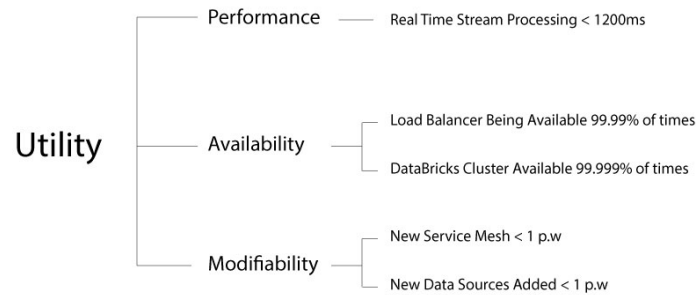 Utility
Performance
Real Time Stream Processing < 1200ms
Availability
Load Balancer Being Available 99.99% of times
DataBricks Cluster Available 99.999% of times
Modifiability
New Service Mesh < 1 p.w
New Data Sources Added < 1 p.w